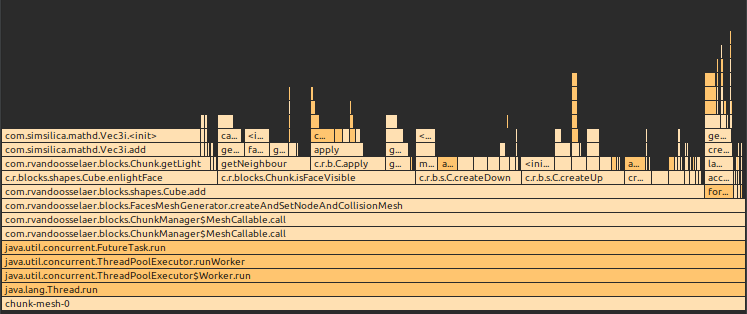 com.simsilica.mathd.Vec3i.<init> ca... <i... c... <... ge...
com.simsilica.mathd.Vec3i.add ge... fa... g... apply g... cre...
com.rvandoosselaer.blocks.Chunk.getLight getNeighbour c.r.b.C.apply g... m... a... <ini... a... la...
c.r.blocks.shapes.Cube.enlightFace c.r.blocks.Chunk.isFaceVisible c.r.b.s.C.createDown c.r.b.s.C.createUp cr... acc...
com.rvandoosselaer.blocks.shapes.Cube.add for...
com.rvandoosselaer.blocks.FacesMeshGenerator.createAndSetNodeAndCollisionMesh
com.rvandoosselaer.blocks.ChunkManager$MeshCallable.call
com.rvandoosselaer.blocks.ChunkManager$MeshCallable.call
java.util.concurrent.FutureTask.run
java.util.concurrent.ThreadPoolExecutor.runWorker
java.util.concurrent.ThreadPoolExecutor$Worker.run
java.lang.Thread.run
chunk-mesh-0